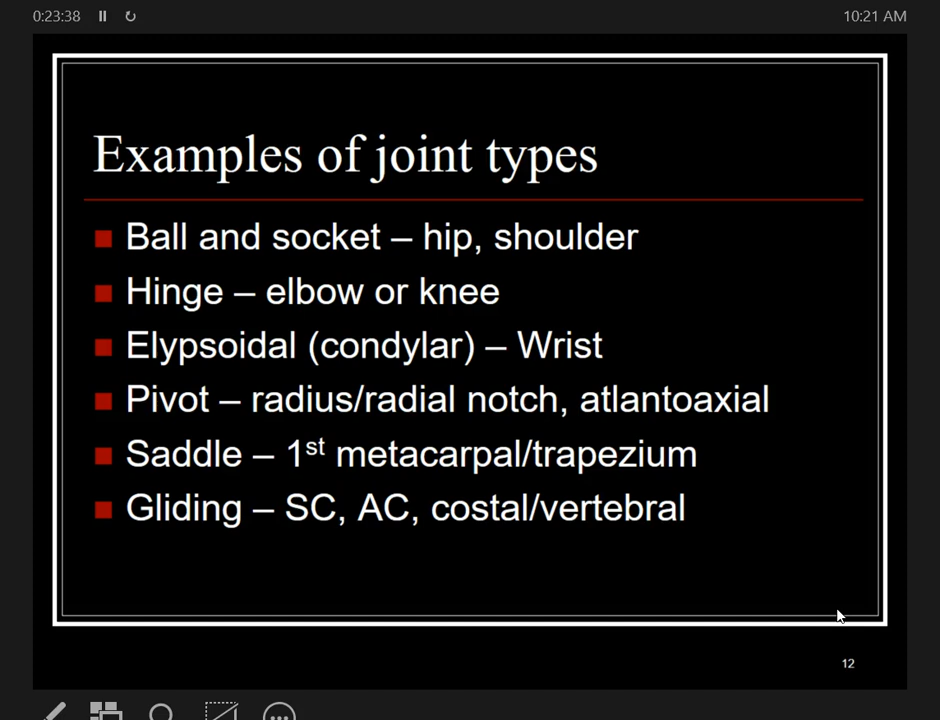 0:23:38
10:21 AM
Examples of joint types
Ball and socket – hip, shoulder
Hinge – elbow or knee
Elypsoidal (condylar) – Wrist
Pivot – radius/radial notch, atlantoaxial
Saddle – 1st metacarpal/trapezium
Gliding – SC, AC, costal/vertebral
12